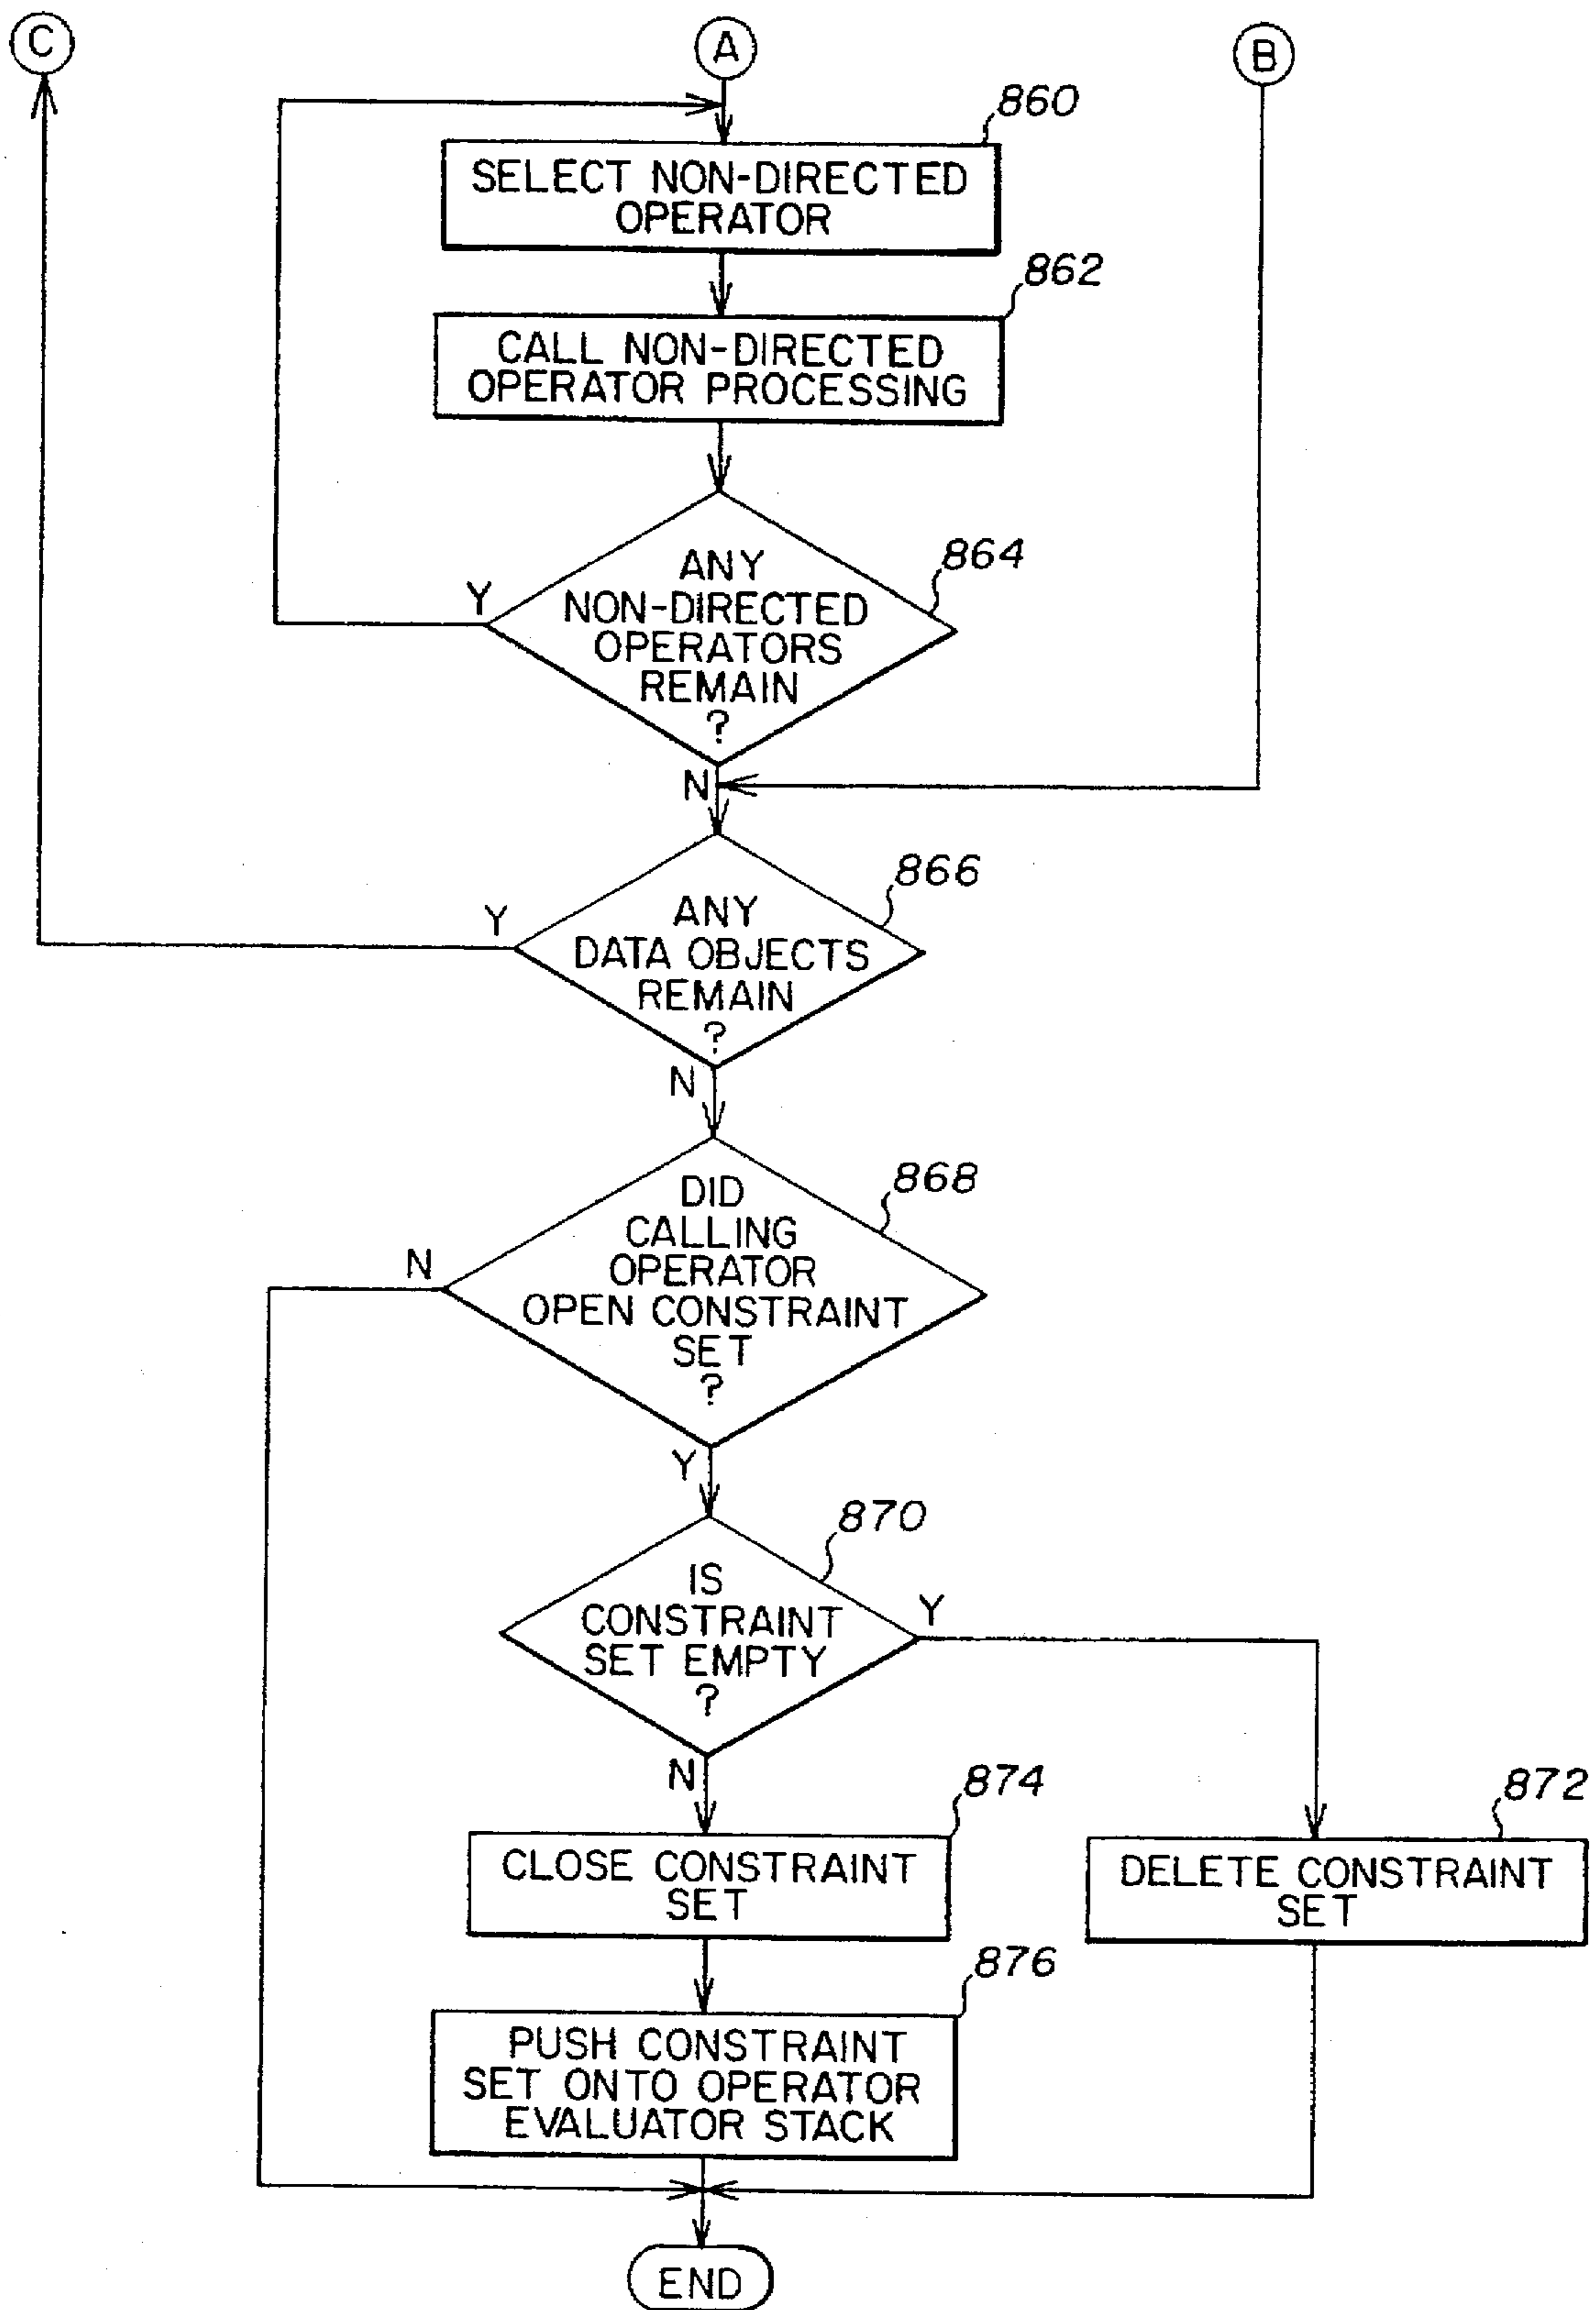 C
A
B
860
SELECT NON-DIRECTED
OPERATOR
862
CALL NON-DIRECTED
OPERATOR PROCESSING
864
ANY
NON-DIRECTED
OPERATORS
REMAIN
?
Y
N
866
ANY
DATA OBJECTS
REMAIN
?
Y
N
868
DID
CALLING
OPERATOR
OPEN CONSTRAINT
SET
?
N
Y
870
IS
CONSTRAINT
SET EMPTY
?
Y
N
874
CLOSE CONSTRAINT
SET
872
DELETE CONSTRAINT
SET
876
PUSH CONSTRAINT
SET ONTO OPERATOR
EVALUATOR STACK
END